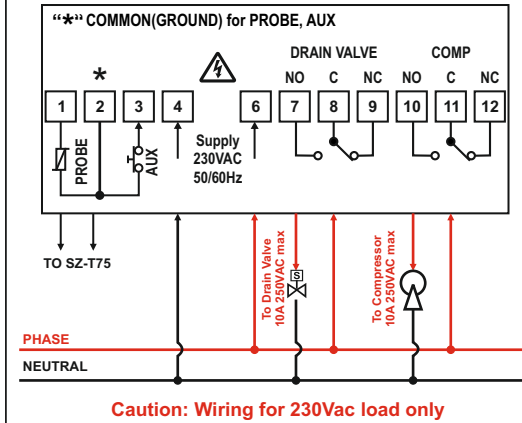 “*” COMMON(GROUND) for PROBE, AUX
DRAIN VALVE COMP
* NO C NC NO C NC
1 2 3 4 6 7 8 9 10 11 12
PROBE
AUX
Supply
230VAC
50/60Hz
TO SZ-T75
To Drain Valve
10A 250VAC max
S
To Compressor
10A 250VAC max
PHASE
NEUTRAL
Caution: Wiring for 230Vac load only